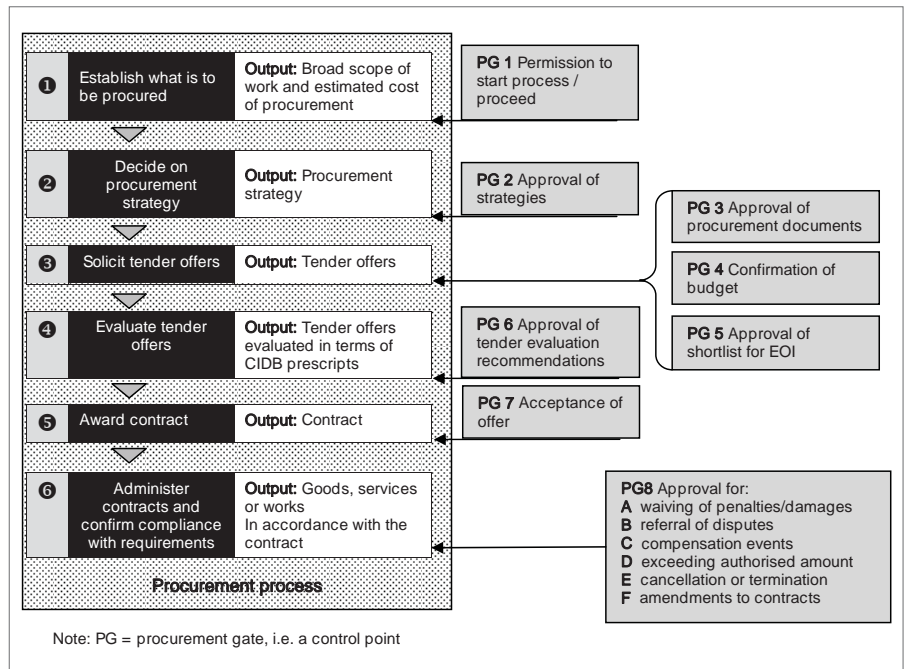 ❶
Establish what is to
be procured
Output: Broad scope of
work and estimated cost
of procurement
PG 1 Permission to
start process /
proceed
❷
Decide on
procurement
strategy
Output: Procurement
strategy
PG 2 Approval of
strategies
❸
Solicit tender offers
Output: Tender offers
PG 3 Approval of
procurement documents
PG 4 Confirmation of
budget
PG 5 Approval of
shortlist for EOI
❹
Evaluate tender
offers
Output: Tender offers
evaluated in terms of
CIDB prescripts
PG 6 Approval of
tender evaluation
recommendations
❺
Award contract
Output: Contract
PG 7 Acceptance of
offer
❻
Administer
contracts and
confirm compliance
with requirements
Output: Goods, services
or works
In accordance with the
contract
PG8 Approval for:
A waiving of penalties/damages
B referral of disputes
C compensation events
D exceeding authorised amount
E cancellation or termination
F amendments to contracts
Procurement process
Note: PG = procurement gate, i.e. a control point